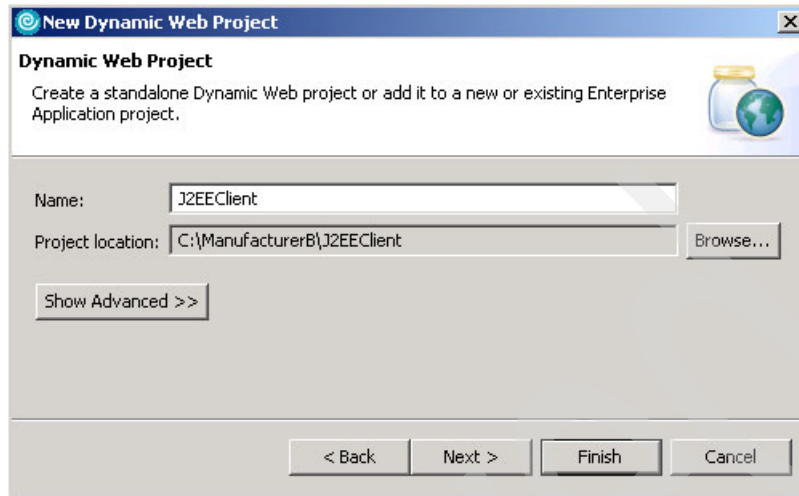 New Dynamic Web Project
Dynamic Web Project
Create a standalone Dynamic Web project or add it to a new or existing Enterprise
Application project.
Name: J2EEClient
Project location: C:\ManufacturerB\J2EEClient Browse...
Show Advanced >>
< Back Next > Finish Cancel